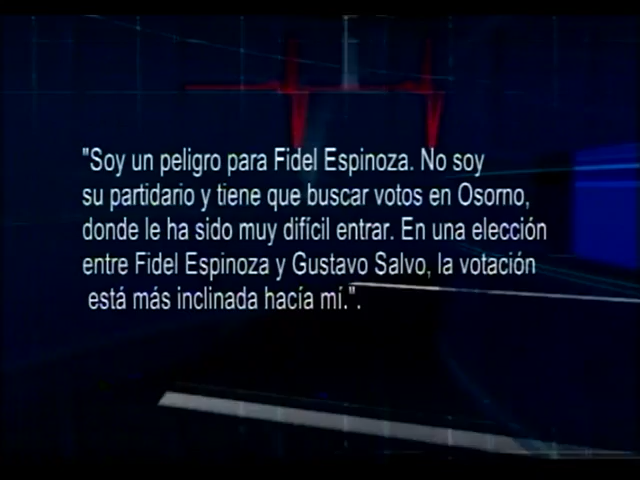 "Soy un peligro para Fidel Espinoza. No soy
su partidario y tiene que buscar votos en Osorno,
donde le ha sido muy difícil entrar. En una elección
entre Fidel Espinoza y Gustavo Salvo, la votación
está más inclinada hacía mí.".